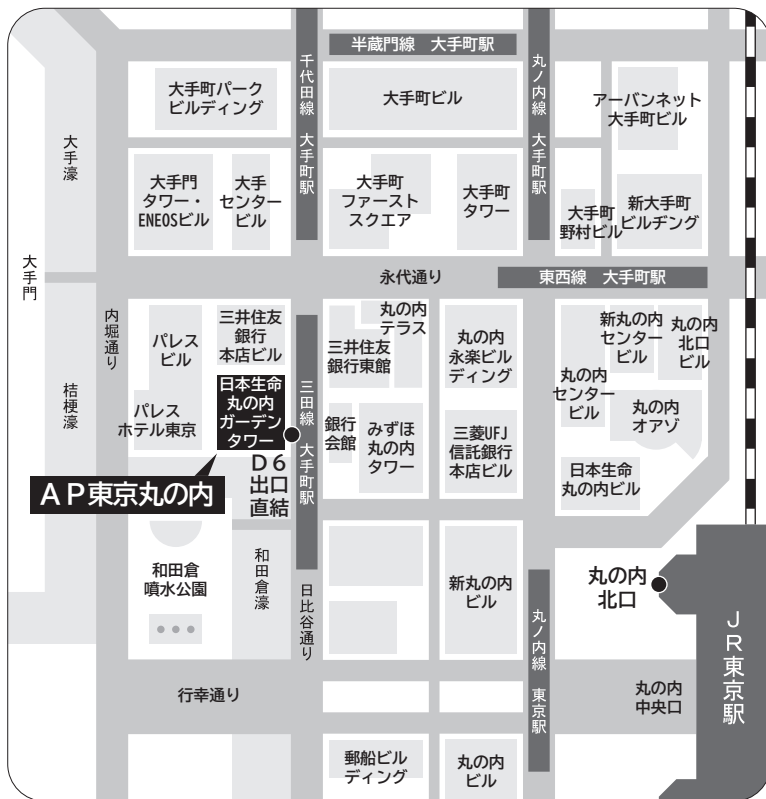 半蔵門線　大手町駅
千代田線　大手町駅
丸ノ内線　大手町駅
大手町パーク
ビルディング
大手町ビル
アーバンネット
大手町ビル
大手濠
大手門
タワー・
ENEOSビル
大手
センター
ビル
大手町
ファースト
スクエア
大手町
タワー
大手町
野村ビル
新大手町
ビルヂング
大手門
永代通り
東西線　大手町駅
内堀通り
パレス
ビル
三井住友
銀行
本店ビル
三井住友
銀行東館
丸の内
テラス
丸の内
永楽ビル
ディング
丸の内
センター
ビル
新丸の内
センター
ビル
丸の内
北口
ビル
桔梗濠
パレス
ホテル東京
日本生命
丸の内
ガーデン
タワー
三田線　大手町駅
銀行
会館
みずほ
丸の内
タワー
三菱UFJ
信託銀行
本店ビル
丸の内
オアゾ
日本生命
丸の内ビル
AP東京丸の内
D6
出口
直結
和田倉
噴水公園
和田倉濠
日比谷通り
新丸の内
ビル
丸ノ内線　東京駅
丸の内
北口
JR東京駅
行幸通り
丸の内
中央口
郵船ビル
ディング
丸の内
ビル